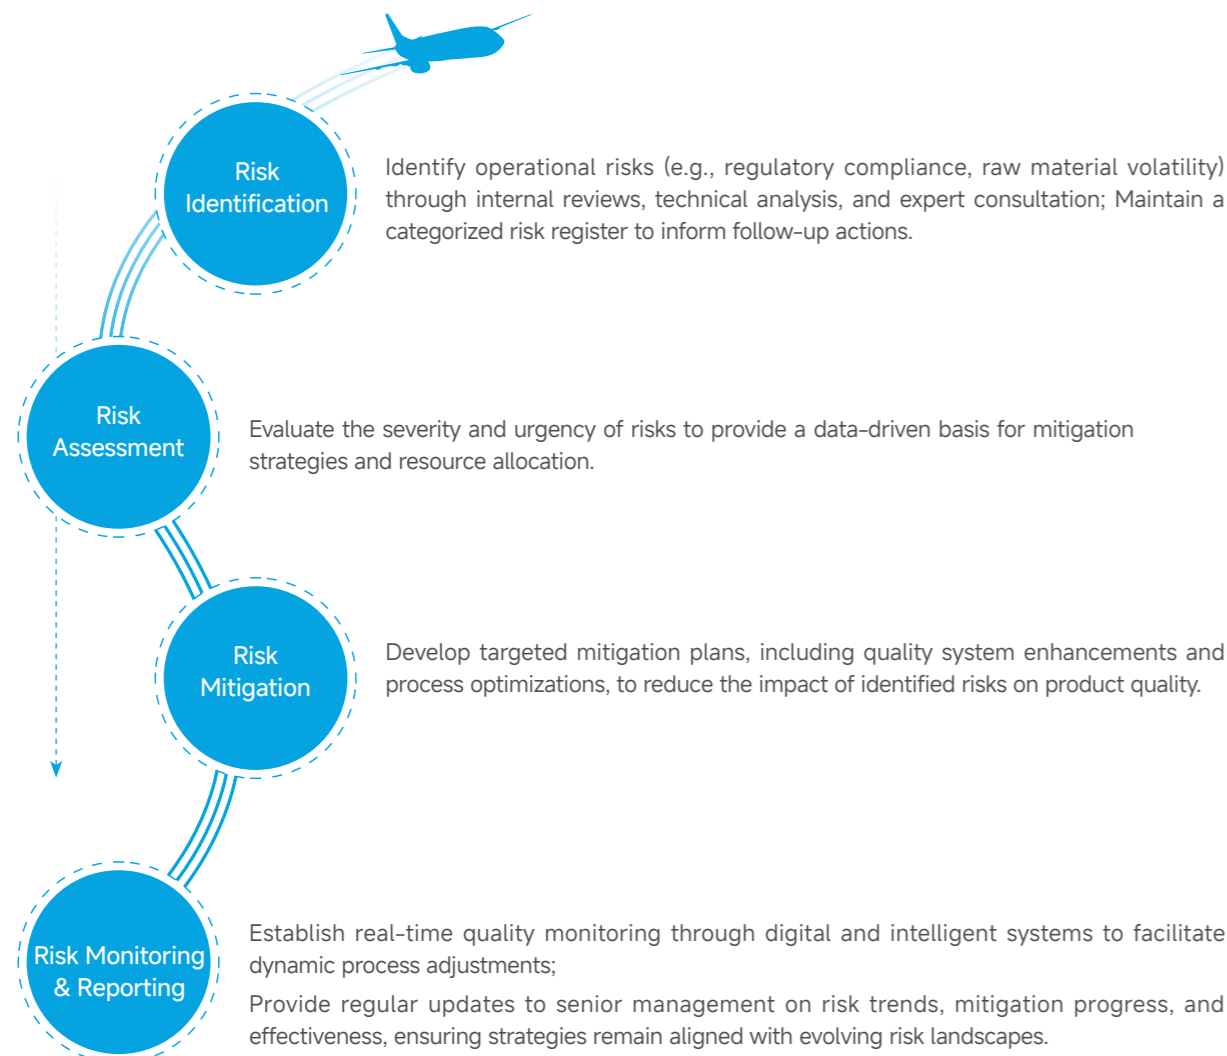 Risk
Identification
Identify operational risks (e.g., regulatory compliance, raw material volatility)
through internal reviews, technical analysis, and expert consultation; Maintain a
categorized risk register to inform follow-up actions.
Risk
Assessment
Evaluate the severity and urgency of risks to provide a data-driven basis for mitigation
strategies and resource allocation.
Risk
Mitigation
Develop targeted mitigation plans, including quality system enhancements and
process optimizations, to reduce the impact of identified risks on product quality.
Risk Monitoring
& Reporting
Establish real-time quality monitoring through digital and intelligent systems to facilitate
dynamic process adjustments;
Provide regular updates to senior management on risk trends, mitigation progress, and
effectiveness, ensuring strategies remain aligned with evolving risk landscapes.